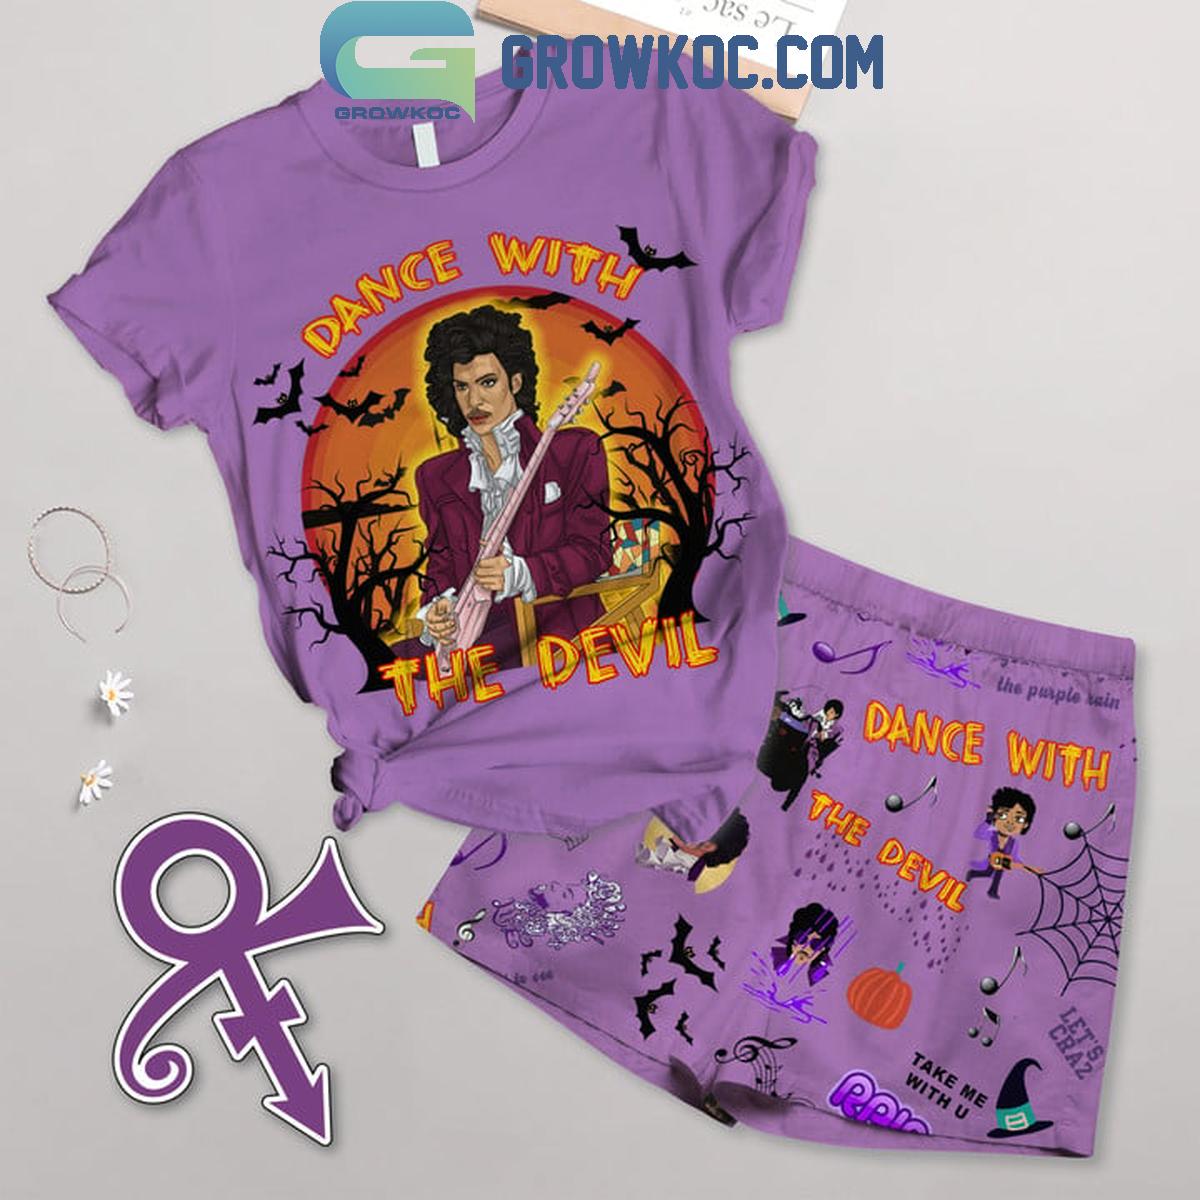 Le sac
GROWKOC
GROWKOC.COM
DANCE WITH
THE DEVIL
the purple rain
DANCE WITH
THE DEVIL
LET'S
CRAZ
TAKE ME
WITH U